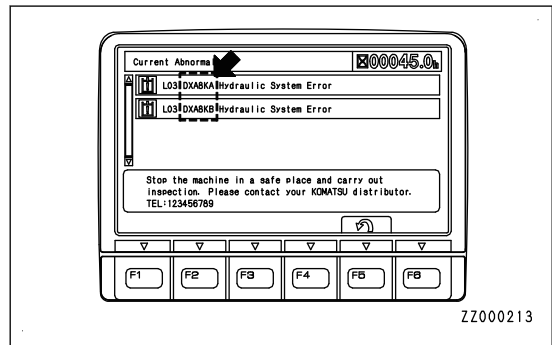 Current Abnorma
00045.0h
L03 DXA8KA Hydraulic System Error
L03 DXA8KB Hydraulic System Error
Stop the machine in a safe place and carry out
inspection. Please contact your KOMATSU distributor.
TEL:123456789
F1 F2 F3 F4 F5 F6
ZZ000213